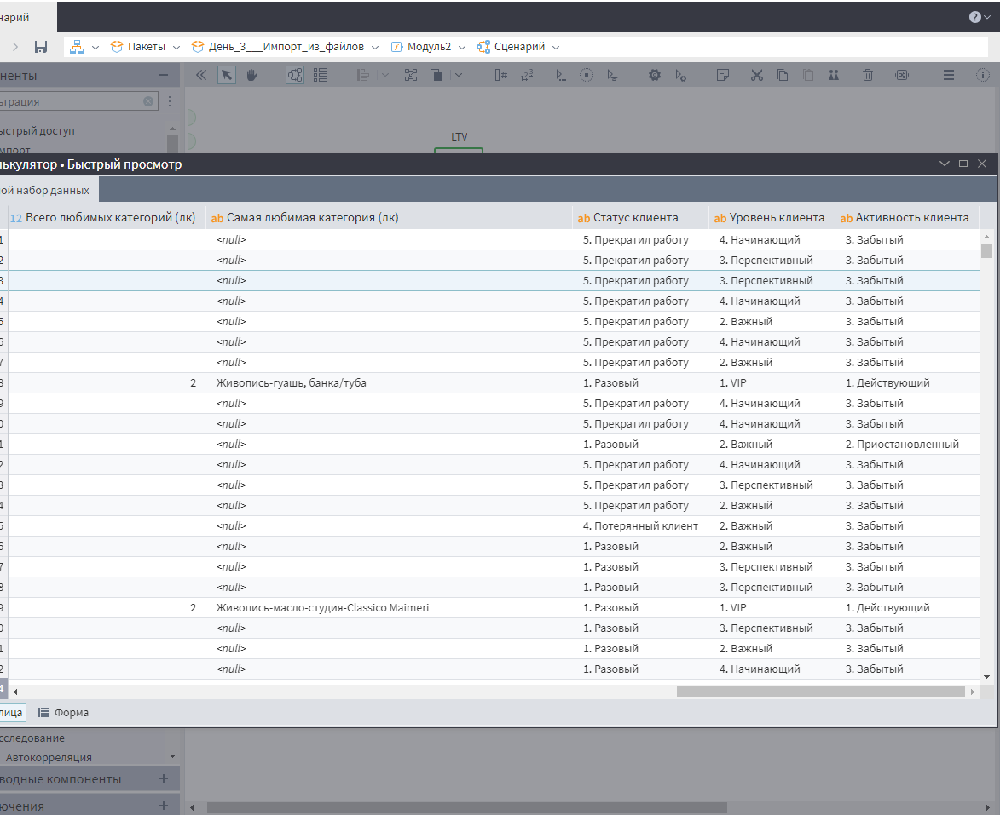 нарий
?
Пакеты День_3___Импорт_из_файлов Модуль2 Сценарий
ненты
ьтрация
ыстрый доступ
мпорт
LTV
ькулятор • Быстрый просмотр
ой набор данных
12 Всего любимых категорий (лк) ab Самая любимая категория (лк) ab Статус клиента ab Уровень клиента ab Активность клиента
1 <null> 5. Прекратил работу 4. Начинающий 3. Забытый
2 <null> 5. Прекратил работу 3. Перспективный 3. Забытый
3 <null> 5. Прекратил работу 3. Перспективный 3. Забытый
4 <null> 5. Прекратил работу 4. Начинающий 3. Забытый
5 <null> 5. Прекратил работу 2. Важный 3. Забытый
6 <null> 5. Прекратил работу 4. Начинающий 3. Забытый
7 <null> 5. Прекратил работу 2. Важный 3. Забытый
8 2 Живопись-гуашь, банка/туба 1. Разовый 1. VIP 1. Действующий
9 <null> 5. Прекратил работу 4. Начинающий 3. Забытый
0 <null> 5. Прекратил работу 4. Начинающий 3. Забытый
1 <null> 1. Разовый 2. Важный 2. Приостановленный
2 <null> 5. Прекратил работу 4. Начинающий 3. Забытый
3 <null> 5. Прекратил работу 3. Перспективный 3. Забытый
4 <null> 5. Прекратил работу 2. Важный 3. Забытый
5 <null> 4. Потерянный клиент 2. Важный 3. Забытый
6 <null> 1. Разовый 2. Важный 3. Забытый
7 <null> 1. Разовый 3. Перспективный 3. Забытый
8 <null> 1. Разовый 3. Перспективный 3. Забытый
9 2 Живопись-масло-студия-Classico Maimeri 1. Разовый 1. VIP 1. Действующий
0 <null> 1. Разовый 3. Перспективный 3. Забытый
1 <null> 1. Разовый 2. Важный 3. Забытый
2 <null> 1. Разовый 4. Начинающий 3. Забытый
4
лица Форма
сследование
Автокорреляция
водные компоненты
ючения